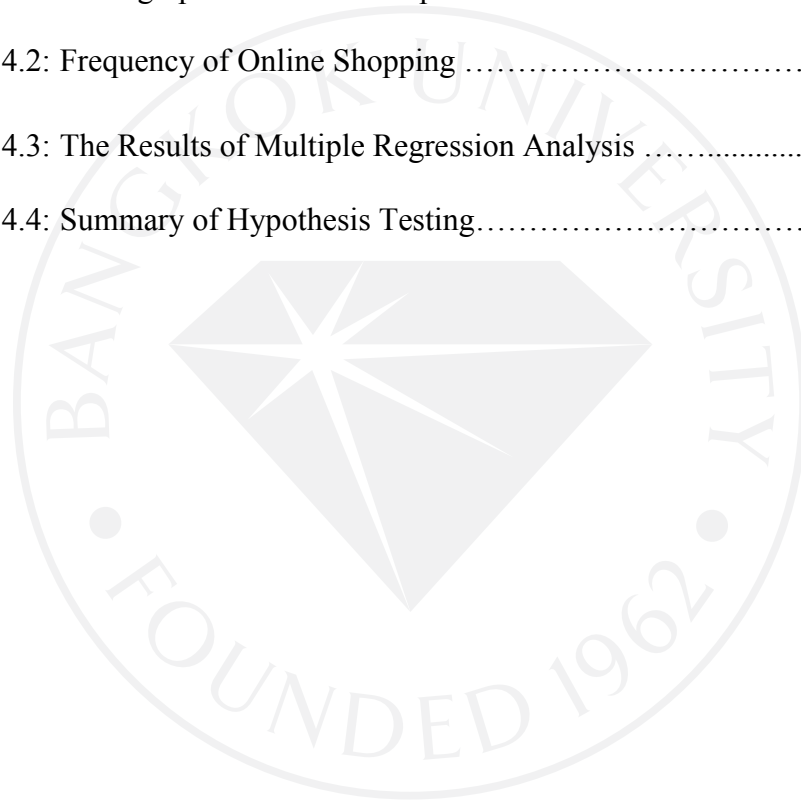 4.2: Frequency of Online Shopping ……………………………….
4.3: The Results of Multiple Regression Analysis ……............
4.4: Summary of Hypothesis Testing……………………………….
BANGKOK UNIVERSITY
• FOUNDED 1962 •